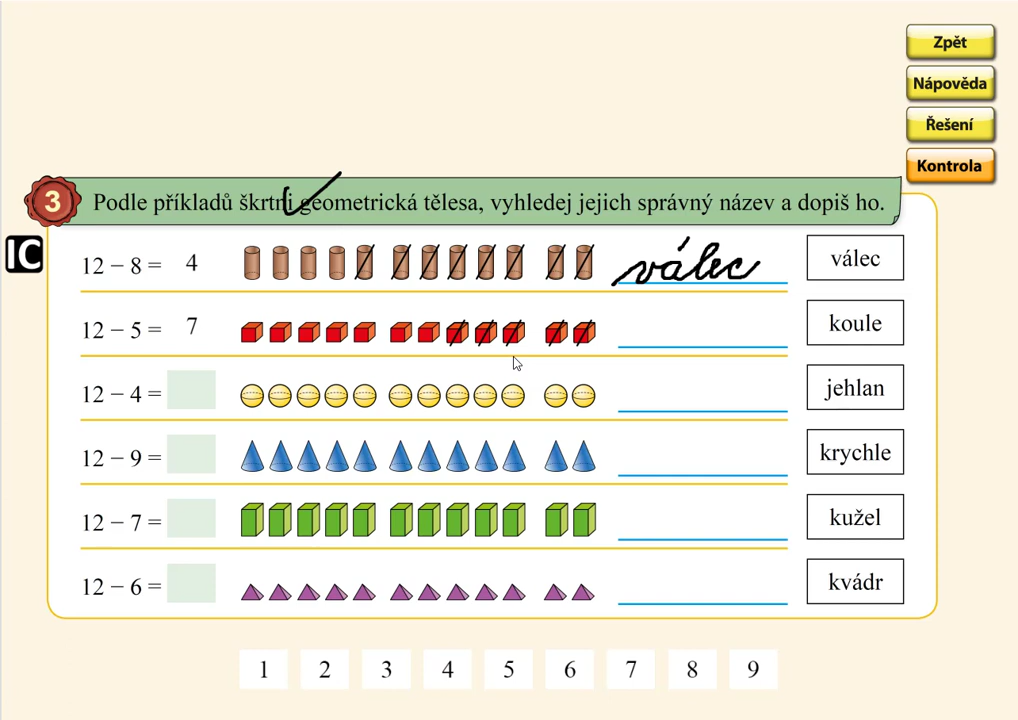 Zpět
Nápověda
Řešení
Kontrola
3 Podle příkladů škrtni geometrická tělesa, vyhledej jejich správný název a dopiš ho.
IC
12 – 8 = 4 válec válec
12 – 5 = 7 koule
12 – 4 = jehlan
12 – 9 = krychle
12 – 7 = kužel
12 – 6 = kvádr
1 2 3 4 5 6 7 8 9